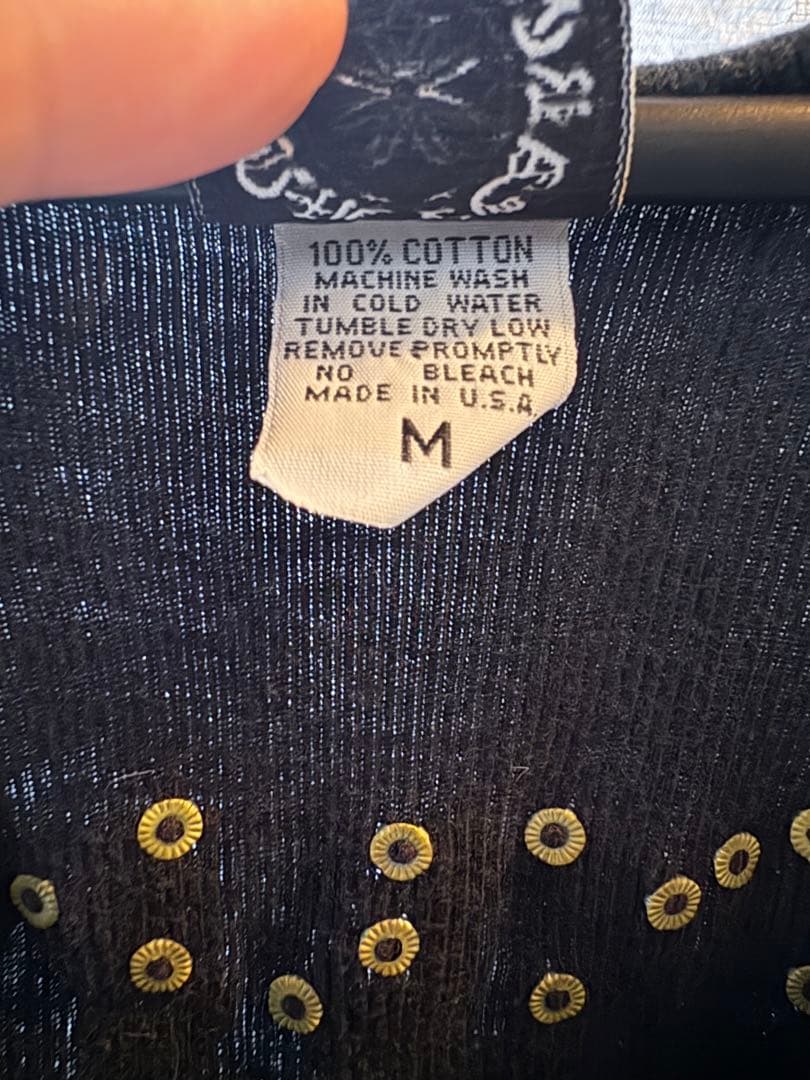 100% COTTON
MACHINE WASH
IN COLD WATER
TUMBLE DRY LOW
REMOVE PROMPTLY
NO BLEACH
MADE IN U.S.A.
M